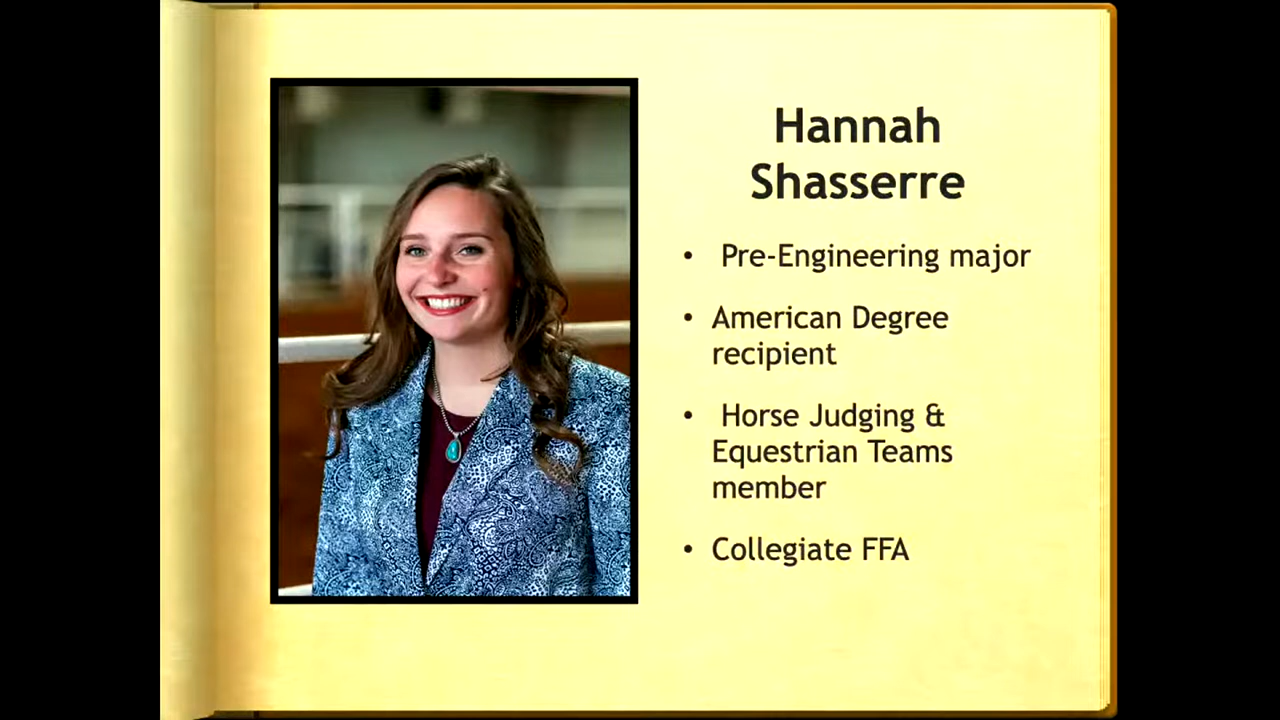 Hannah
Shasserre
• Pre-Engineering major
• American Degree
recipient
• Horse Judging &
Equestrian Teams
member
• Collegiate FFA